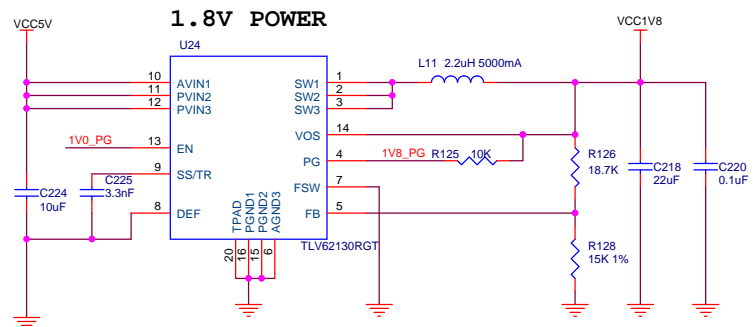 1.8V POWER
VCC5V
VCC1V8
U24
L11 2.2uH 5000mA
10 AVIN1 SW1 1
11 PVIN2 SW2 2
12 PVIN3 SW3 3
VOS 14
1V0_PG 13 EN
PG 4 1V8_PG R125 10K
R126
18.7K
9 SS/TR
FSW 7
C224
10uF
C225
3.3nF
C218
22uF
C220
0.1uF
8 DEF FB 5
TPAD
PGND1
PGND2
AGND3
20
16
15
6
TLV62130RGT
R128
15K 1%